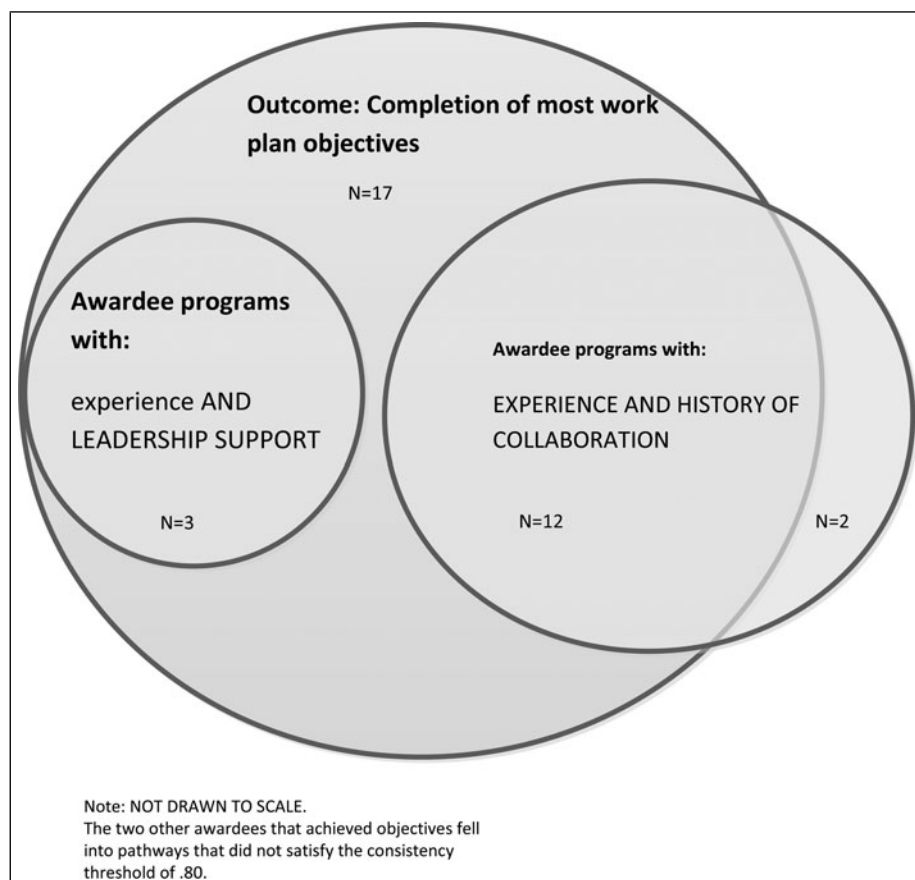 Outcome: Completion of most work
plan objectives
N=17
Awardee programs
with:
experience AND
LEADERSHIP SUPPORT
N=3
Awardee programs with:
EXPERIENCE AND HISTORY OF
COLLABORATION
N=12
N=2
Note: NOT DRAWN TO SCALE.
The two other awardees that achieved objectives fell
into pathways that did not satisfy the consistency
threshold of .80.